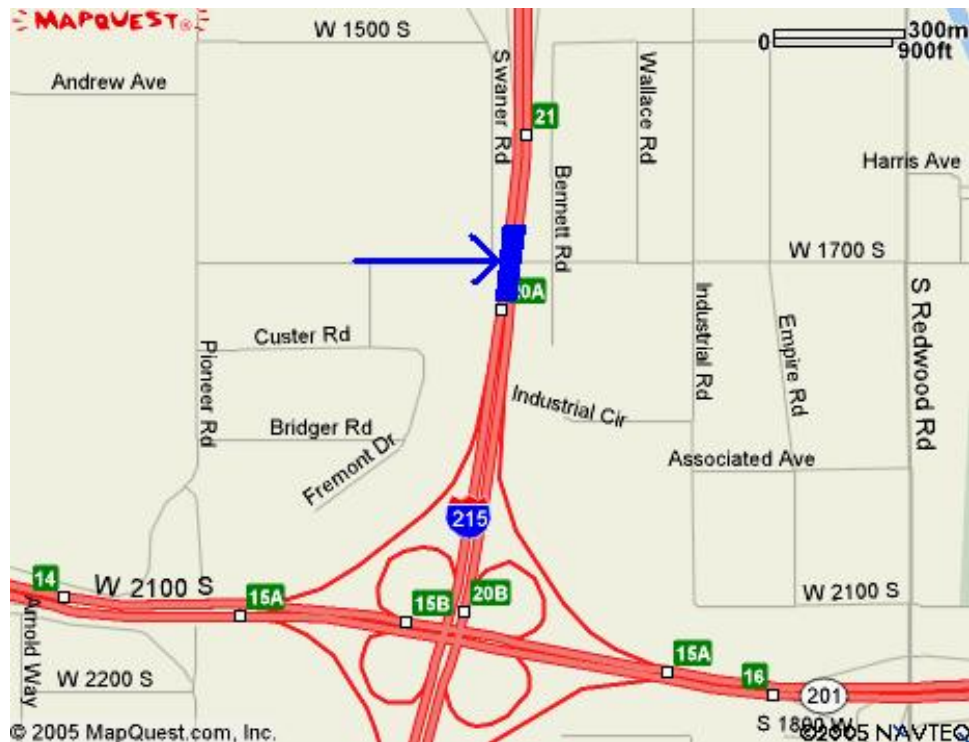 MAPQUEST®
W 1500 S
0 300m
900ft
Andrew Ave
Swaner Rd
Wallace Rd
21
Harris Ave
Bennett Rd
W 1700 S
20A
Custer Rd
Pioneer Rd
Industrial Rd
Empire Rd
S Redwood Rd
Industrial Cir
Bridger Rd
Fremont Dr
Associated Ave
215
14
W 2100 S
15A
15B
20B
W 2100 S
Arnold Way
W 2200 S
15A
16
201
S 1800 W
© 2005 MapQuest.com, Inc.
©2005 NAVTEQ